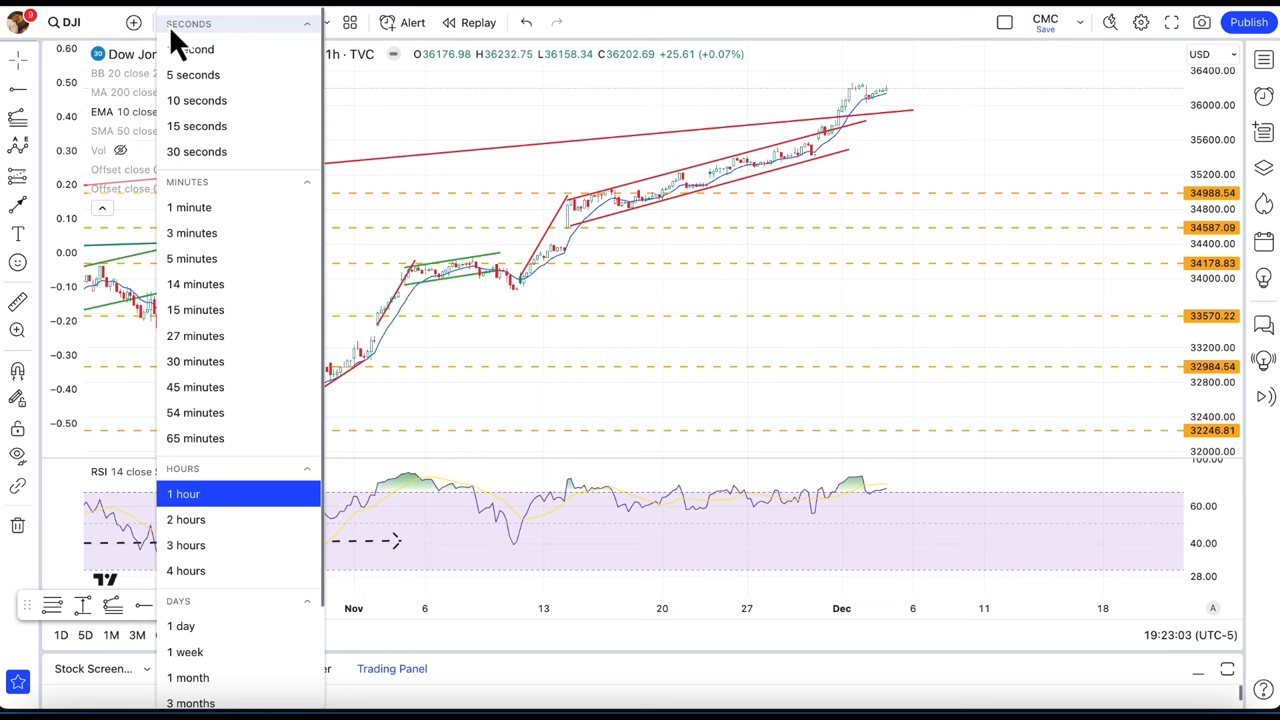 9
DJI
SECONDS
Alert
Replay
CMC
Save
Publish
second
5 seconds
10 seconds
15 seconds
30 seconds
MINUTES
1 minute
3 minutes
5 minutes
14 minutes
15 minutes
27 minutes
30 minutes
45 minutes
54 minutes
65 minutes
HOURS
1 hour
2 hours
3 hours
4 hours
DAYS
1 day
1 week
1 month
3 months
30
Dow Jon
1h · TVC
O36176.98 H36232.75 L36158.34 C36202.69 +25.61 (+0.07%)
USD
BB 20 close 2
MA 200 close
EMA 10 close
SMA 50 close
Vol
Offset close
Offset close
0.60
0.50
0.40
0.30
0.20
0.10
0.00
−0.10
−0.20
−0.30
−0.40
−0.50
36400.00
36000.00
35600.00
35200.00
34988.54
34800.00
34587.09
34400.00
34178.83
34000.00
33570.22
33200.00
32984.54
32800.00
32400.00
32246.81
32000.00
100.00
60.00
40.00
28.00
RSI 14 close
Nov
6
13
20
27
Dec
6
11
18
A
1D
5D
1M
3M
19:23:03 (UTC-5)
Stock Screen...
Trading Panel